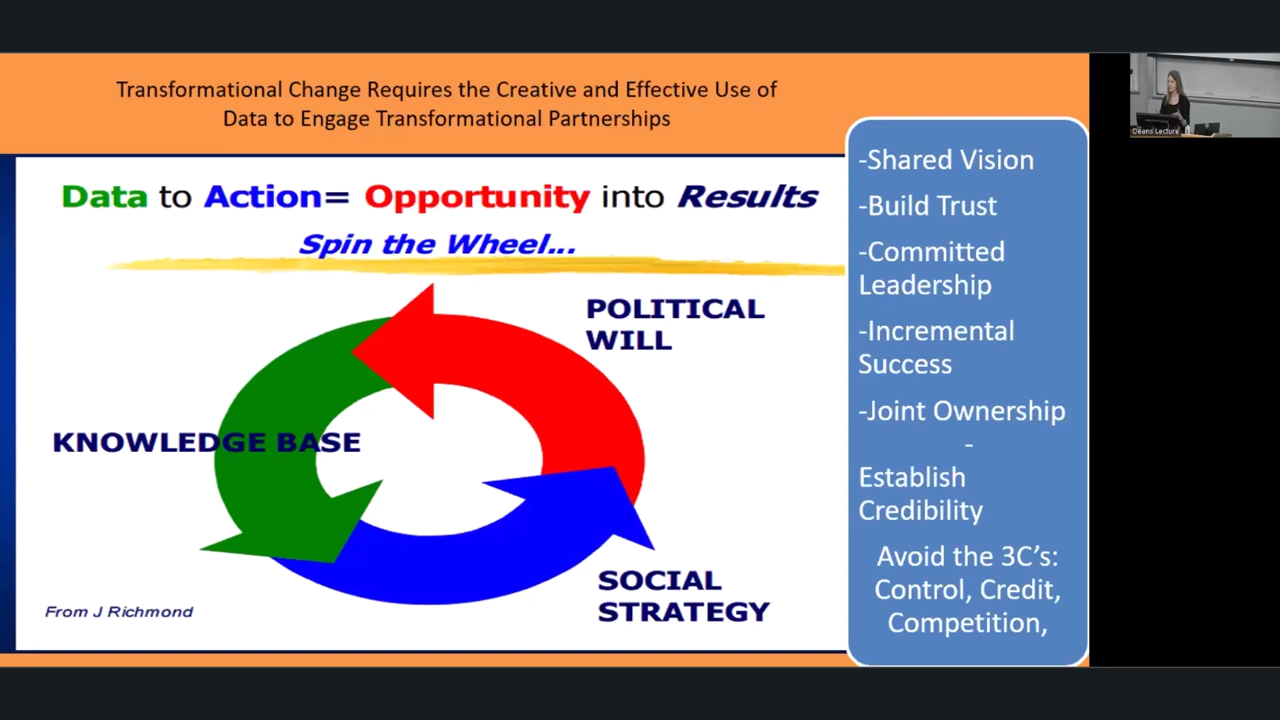 Transformational Change Requires the Creative and Effective Use of
Data to Engage Transformational Partnerships
Data to Action= Opportunity into Results
Spin the Wheel...
POLITICAL
WILL
KNOWLEDGE BASE
SOCIAL
STRATEGY
From J Richmond
-Shared Vision
-Build Trust
-Committed
Leadership
-Incremental
Success
-Joint Ownership
-
Establish
Credibility
Avoid the 3C’s:
Control, Credit,
Competition,
Deans Lecture